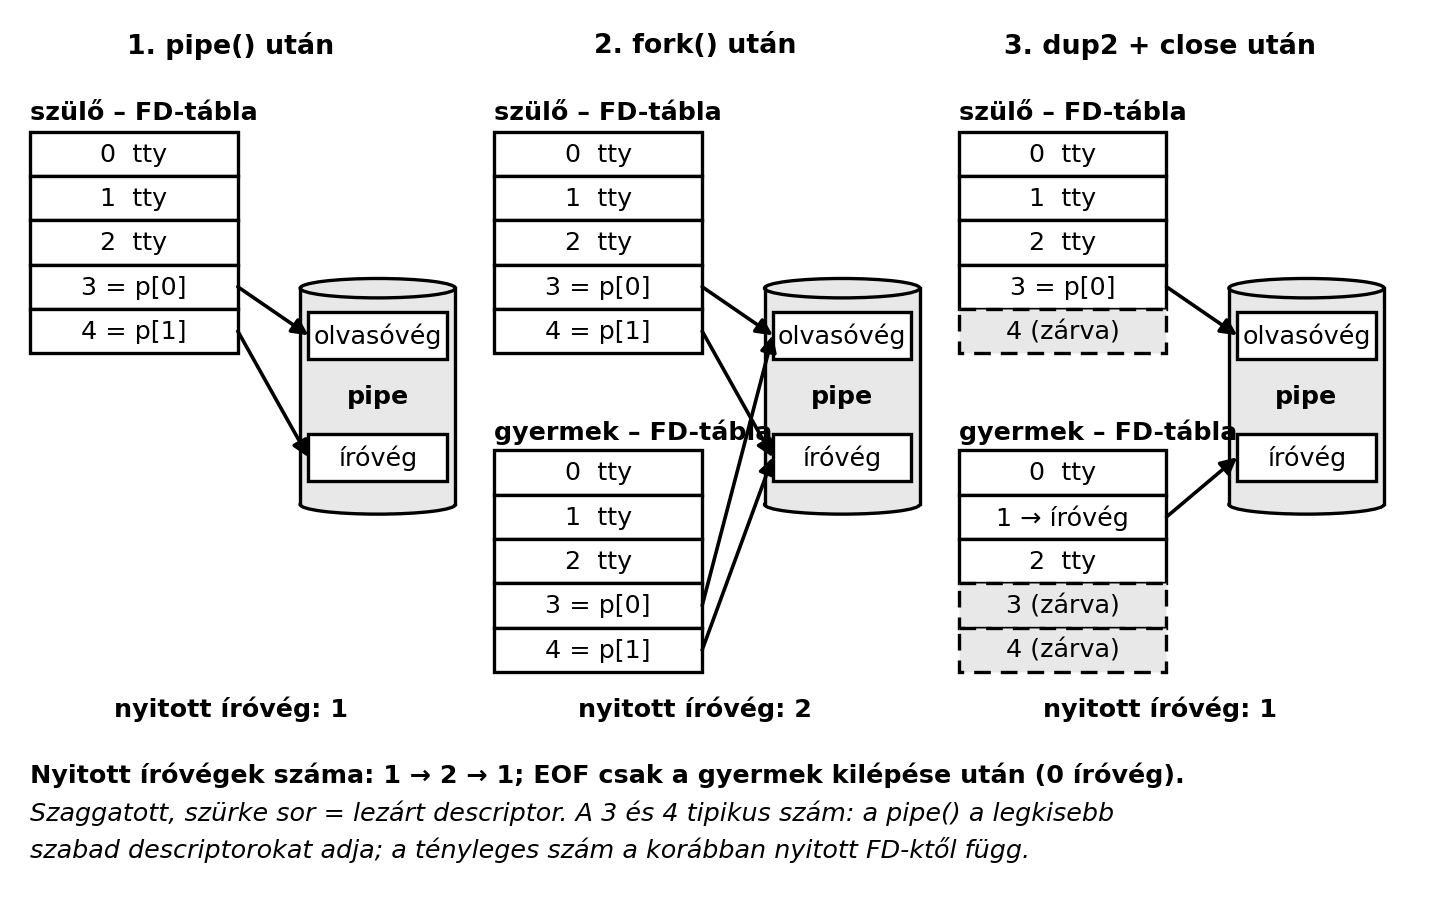 1. pipe() után
szülő – FD-tábla
0 tty
1 tty
2 tty
3 = p[0]
4 = p[1]
olvasóvég
pipe
íróvég
nyitott íróvég: 1
2. fork() után
szülő – FD-tábla
0 tty
1 tty
2 tty
3 = p[0]
4 = p[1]
olvasóvég
pipe
íróvég
gyermek – FD-tábla
0 tty
1 tty
2 tty
3 = p[0]
4 = p[1]
nyitott íróvég: 2
3. dup2 + close után
szülő – FD-tábla
0 tty
1 tty
2 tty
3 = p[0]
4 (zárva)
olvasóvég
pipe
íróvég
gyermek – FD-tábla
0 tty
1 → íróvég
2 tty
3 (zárva)
4 (zárva)
nyitott íróvég: 1
Nyitott íróvégek száma: 1 → 2 → 1; EOF csak a gyermek kilépése után (0 íróvég).
Szaggatott, szürke sor = lezárt descriptor. A 3 és 4 tipikus szám: a pipe() a legkisebb
szabad descriptorokat adja; a tényleges szám a korábban nyitott FD-ktől függ.